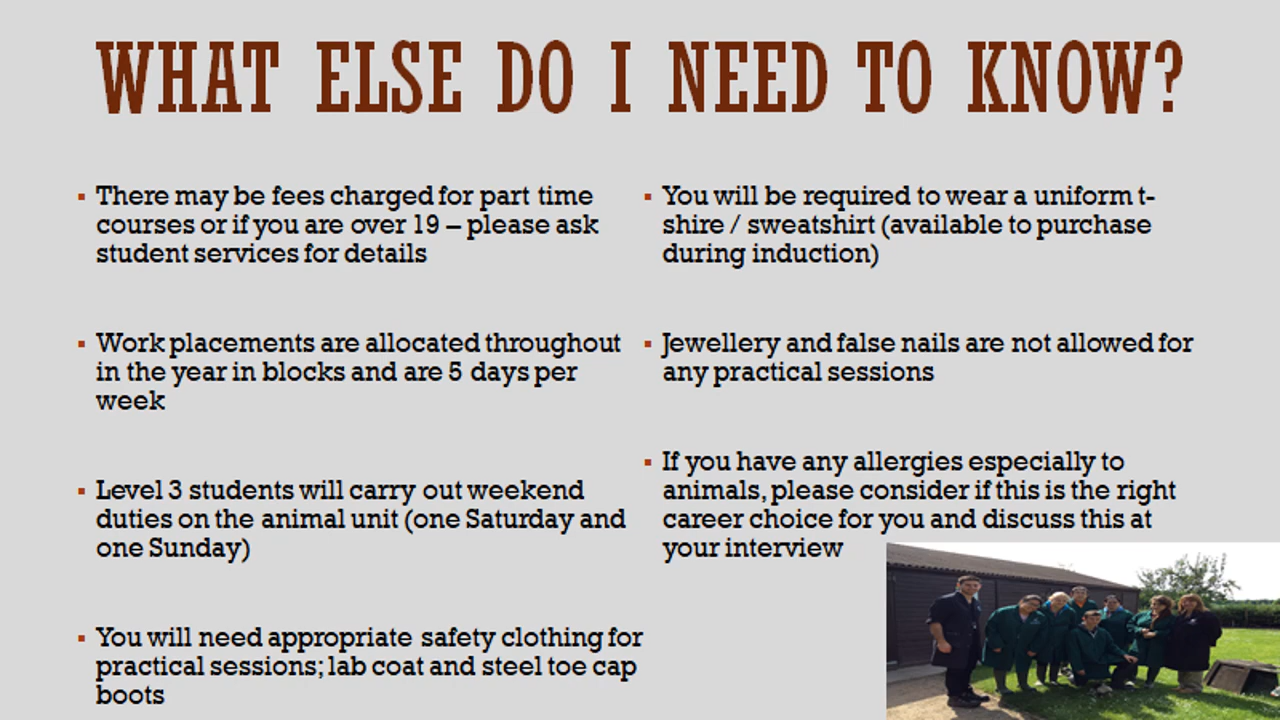 WHAT ELSE DO I NEED TO KNOW?
There may be fees charged for part time
courses or if you are over 19 – please ask
student services for details
Work placements are allocated throughout
in the year in blocks and are 5 days per
week
Level 3 students will carry out weekend
duties on the animal unit (one Saturday and
one Sunday)
You will need appropriate safety clothing for
practical sessions; lab coat and steel toe cap
boots
You will be required to wear a uniform t-
shire / sweatshirt (available to purchase
during induction)
Jewellery and false nails are not allowed for
any practical sessions
If you have any allergies especially to
animals, please consider if this is the right
career choice for you and discuss this at
your interview